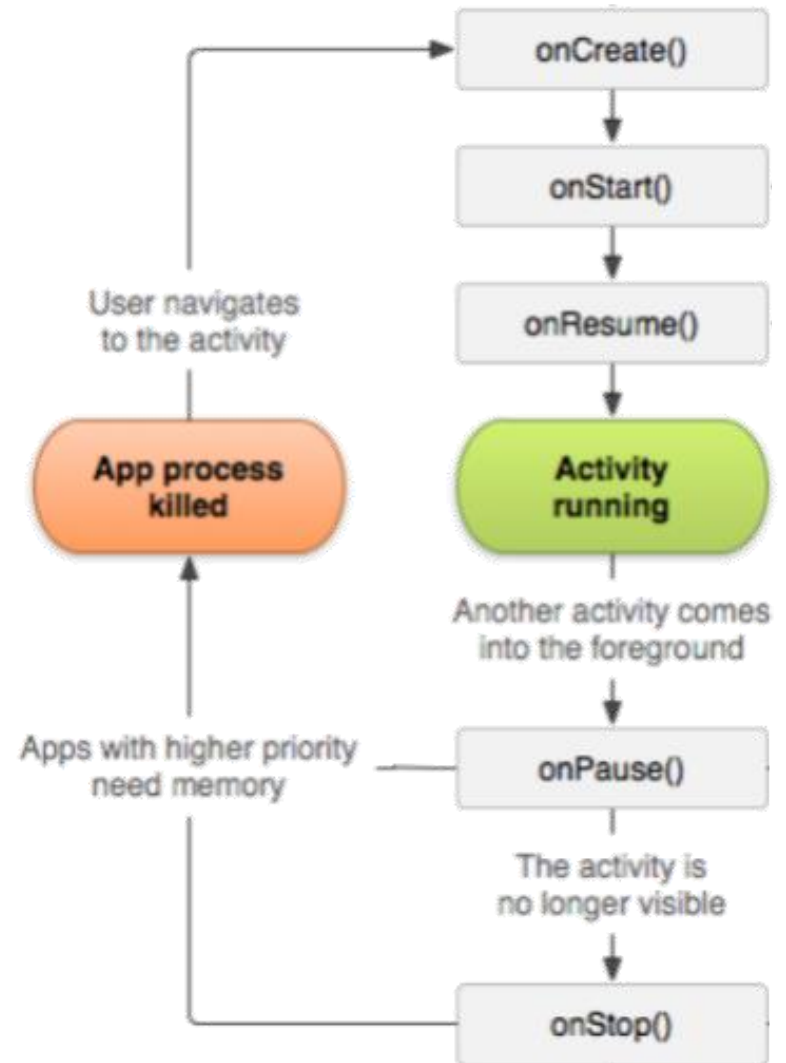 onCreate()
onStart()
User navigates
to the activity
onResume()
App process
killed
Activity
running
Another activity comes
into the foreground
Apps with higher priority
need memory
onPause()
The activity is
no longer visible
onStop()